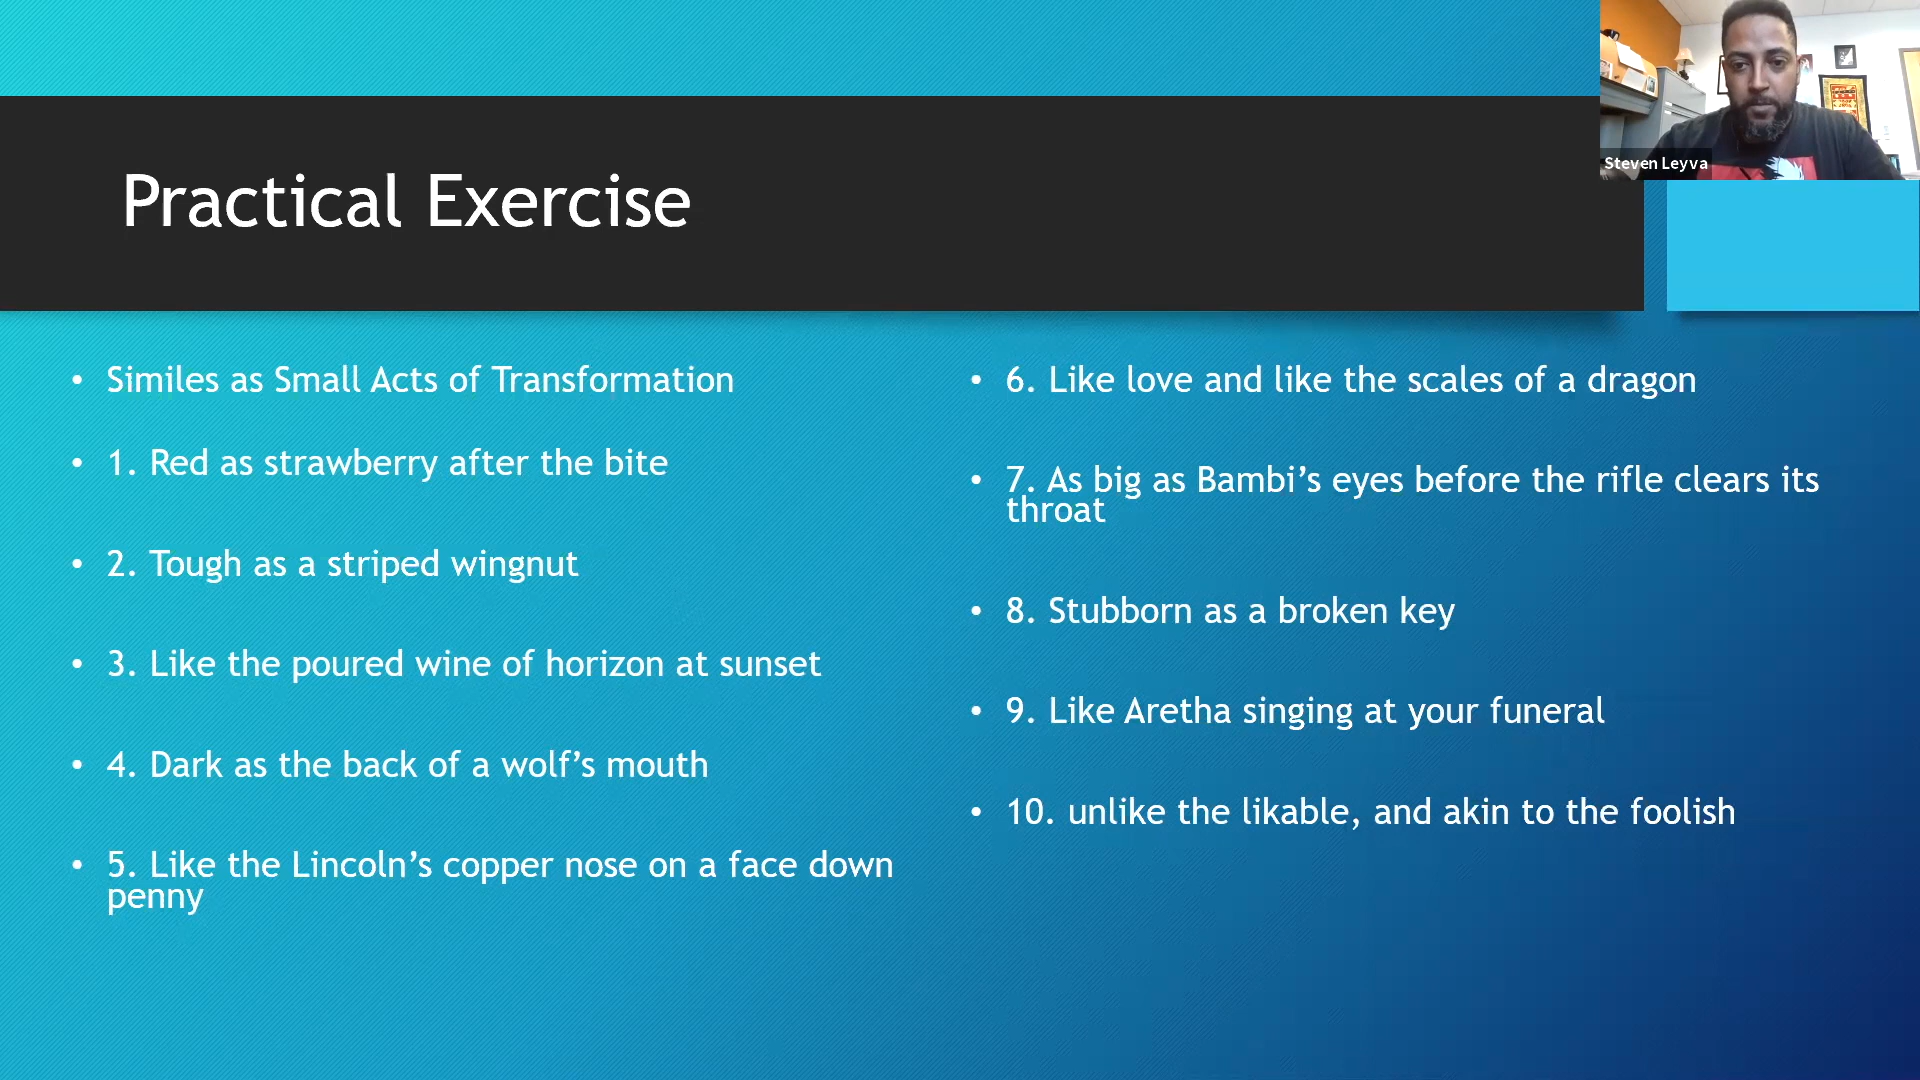 Steven Leyva
Practical Exercise
• Similes as Small Acts of Transformation
• 1. Red as strawberry after the bite
• 2. Tough as a striped wingnut
• 3. Like the poured wine of horizon at sunset
• 4. Dark as the back of a wolf’s mouth
• 5. Like the Lincoln’s copper nose on a face down
penny
• 6. Like love and like the scales of a dragon
• 7. As big as Bambi’s eyes before the rifle clears its
throat
• 8. Stubborn as a broken key
• 9. Like Aretha singing at your funeral
• 10. unlike the likable, and akin to the foolish